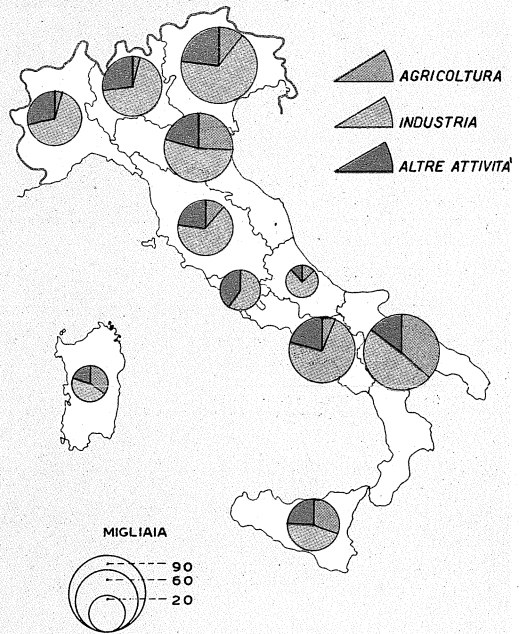 AGRICOLTURA
INDUSTRIA
ALTRE ATTIVITA'
MIGLIAIA
90
60
20